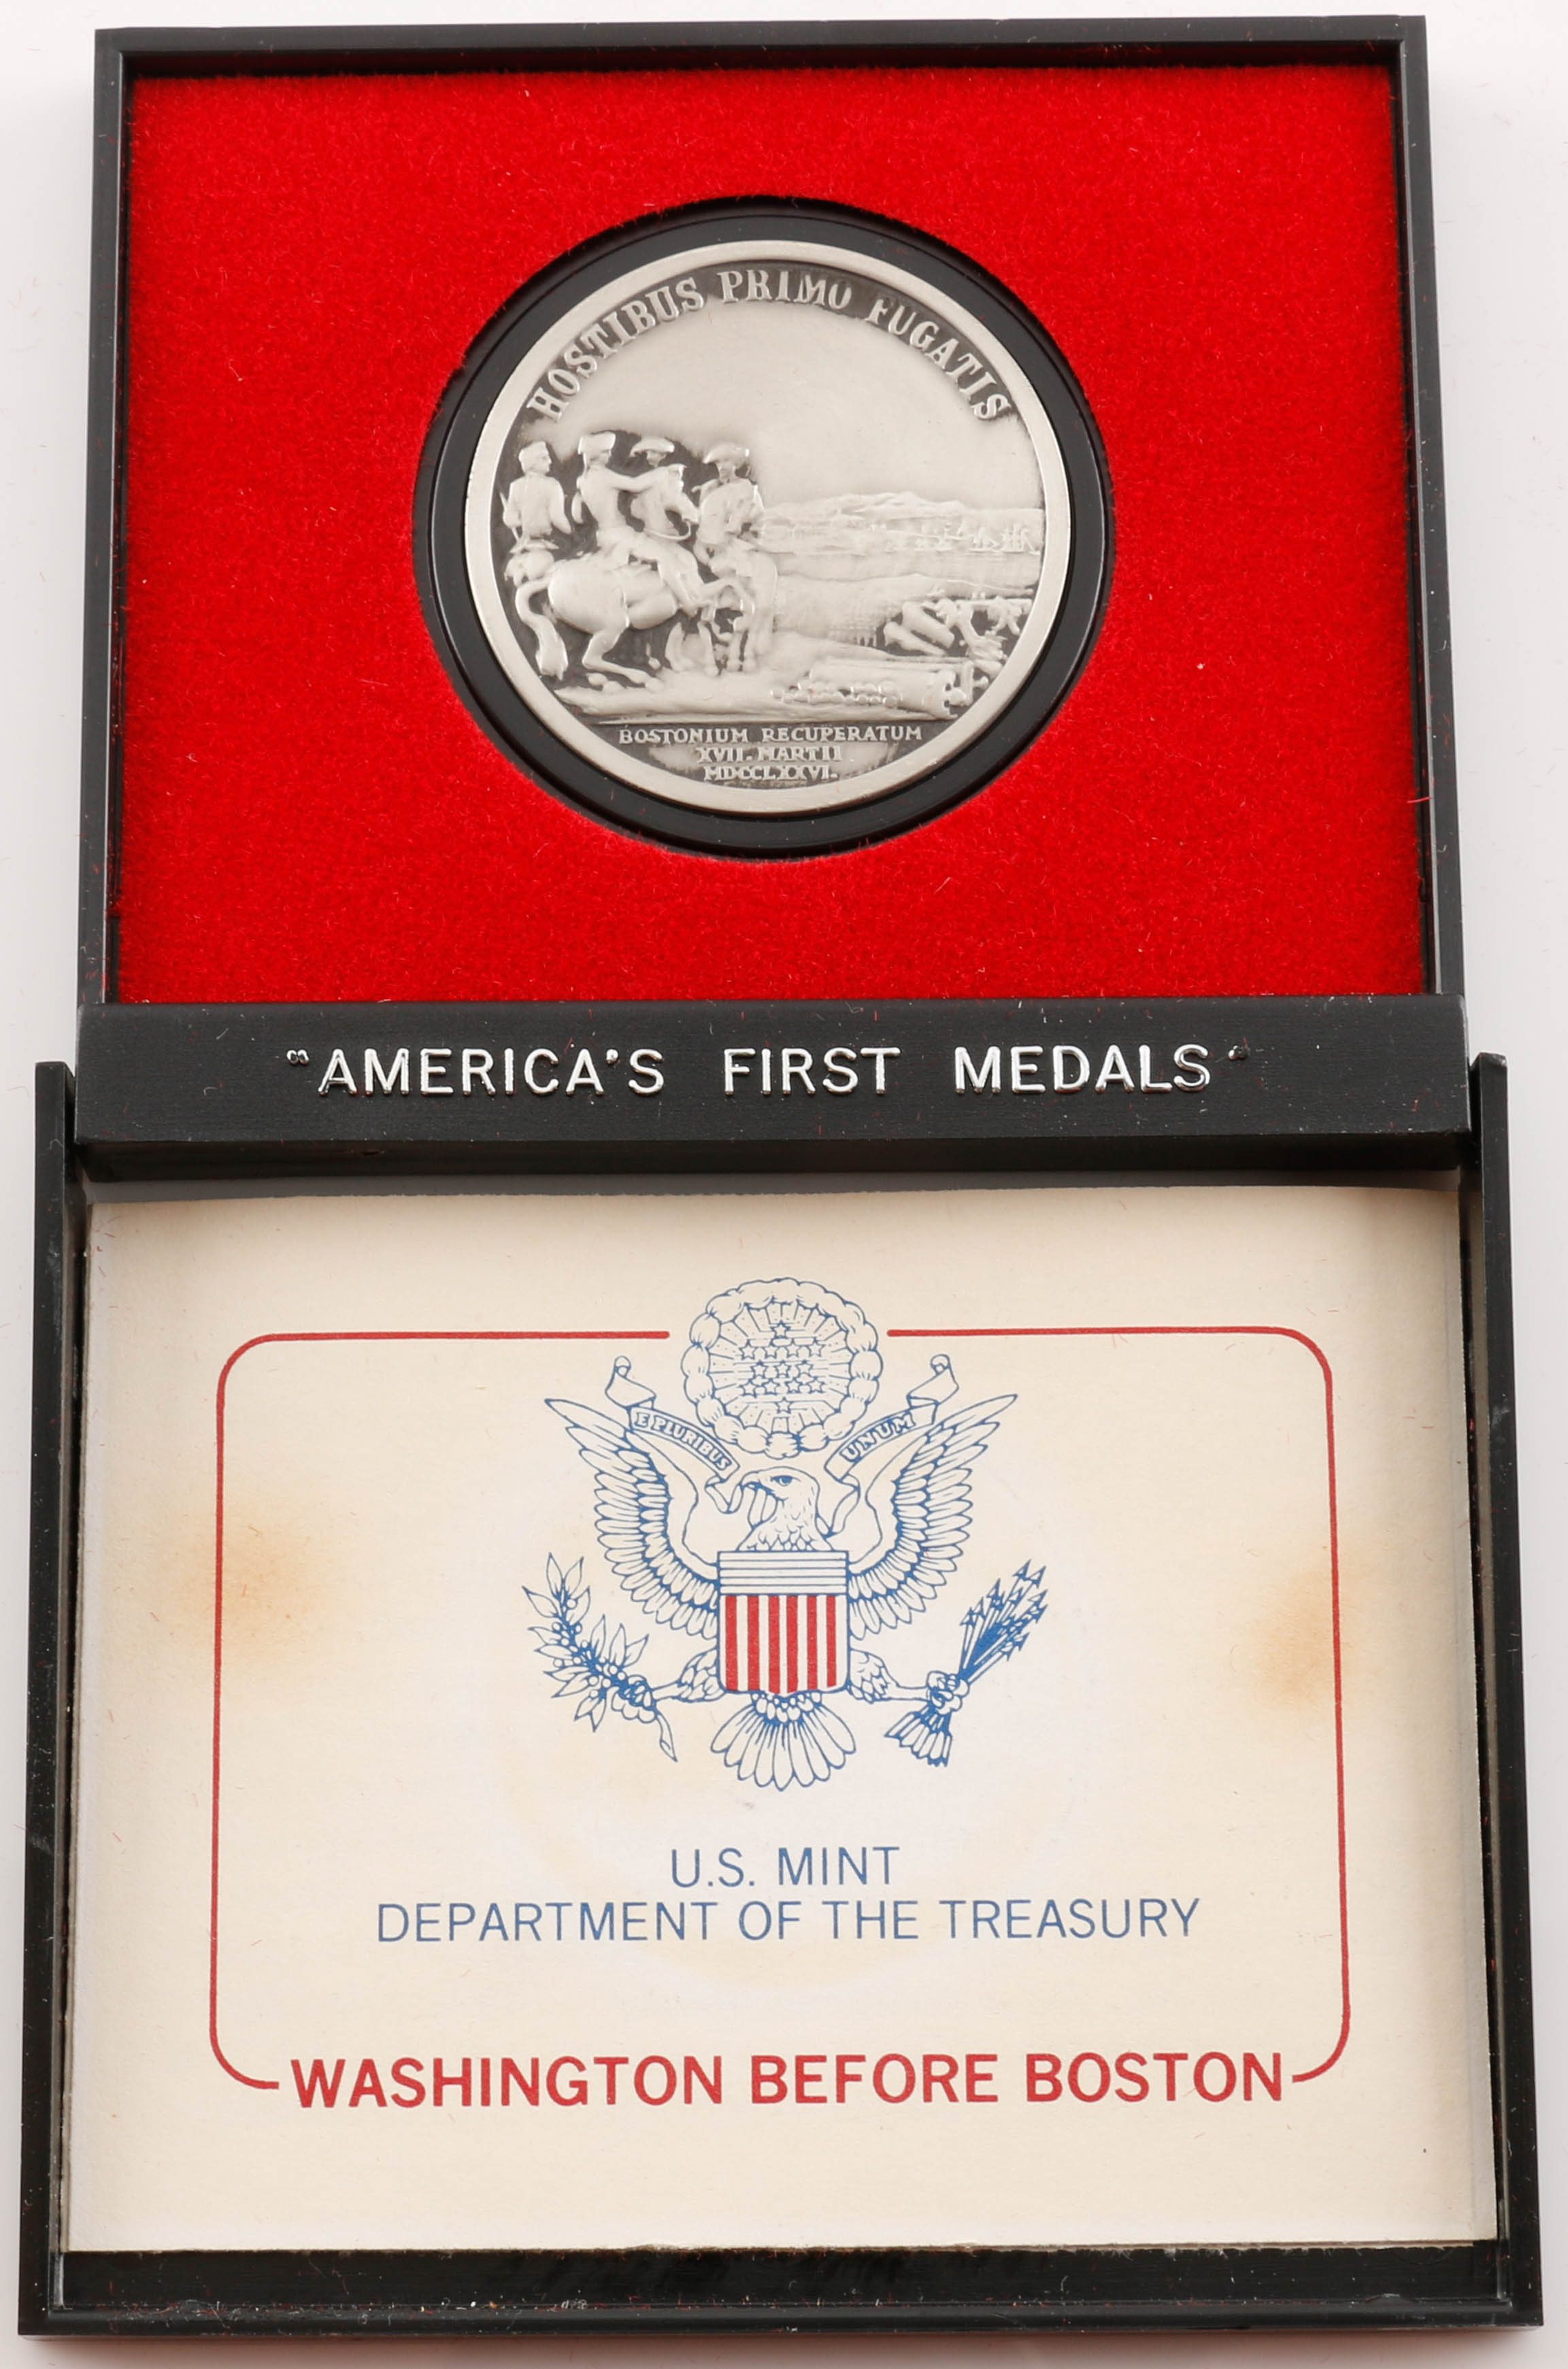 HOSTIBUS PRIMO FUGATIS
BOSTONIUM RECUPERATUM
XVII. MARTII
MDCCLXXVI.
"AMERICA'S FIRST MEDALS"
E PLURIBUS UNUM
U.S. MINT
DEPARTMENT OF THE TREASURY
WASHINGTON BEFORE BOSTON